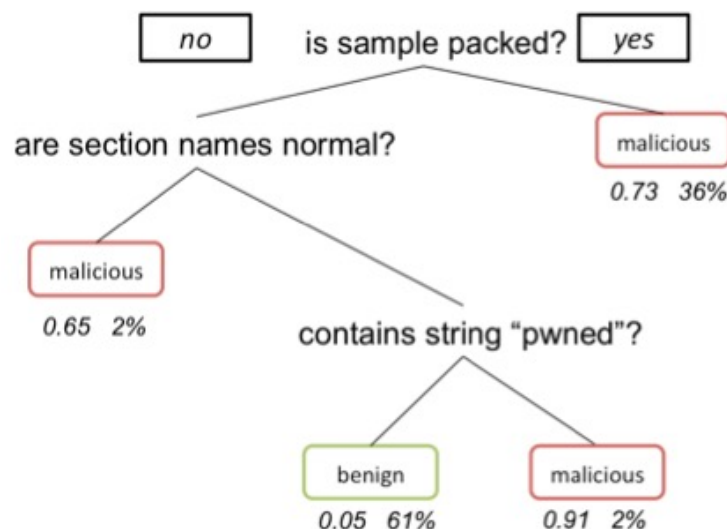 no
is sample packed?
yes
are section names normal?
malicious
0.73 36%
malicious
0.65 2%
contains string “pwned”?
benign
malicious
0.05 61%
0.91 2%